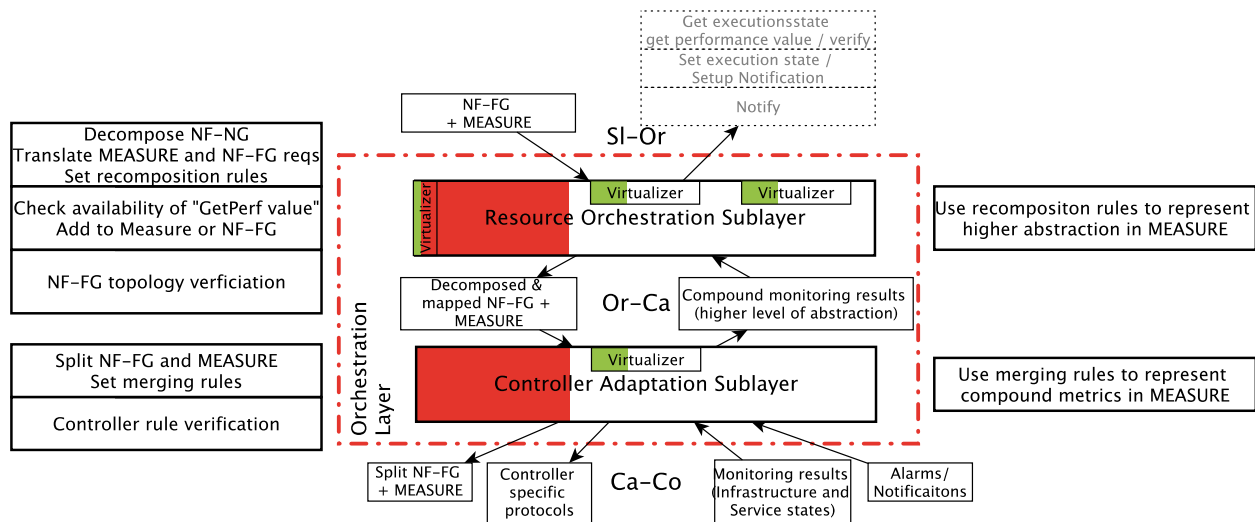 Get executionsstate
get performance value / verify
Set execution state /
Setup Notification
Notify
NF-FG
+ MEASURE
Sl-Or
Decompose NF-NG
Translate MEASURE and NF-FG reqs
Set recomposition rules
Check availability of "GetPerf value"
Add to Measure or NF-FG
NF-FG topology verficiation
Virtualizer
Virtualizer
Virtualizer
Resource Orchestration Sublayer
Use recompositon rules to represent
higher abstraction in MEASURE
Decomposed &
mapped NF-FG +
MEASURE
Or-Ca
Compound monitoring results
(higher level of abstraction)
Orchestration
Layer
Split NF-FG and MEASURE
Set merging rules
Controller rule verification
Virtualizer
Controller Adaptation Sublayer
Use merging rules to represent
compound metrics in MEASURE
Split NF-FG
+ MEASURE
Controller
specific
protocols
Ca-Co
Monitoring results
(Infrastructure and
Service states)
Alarms/
Notificaitons